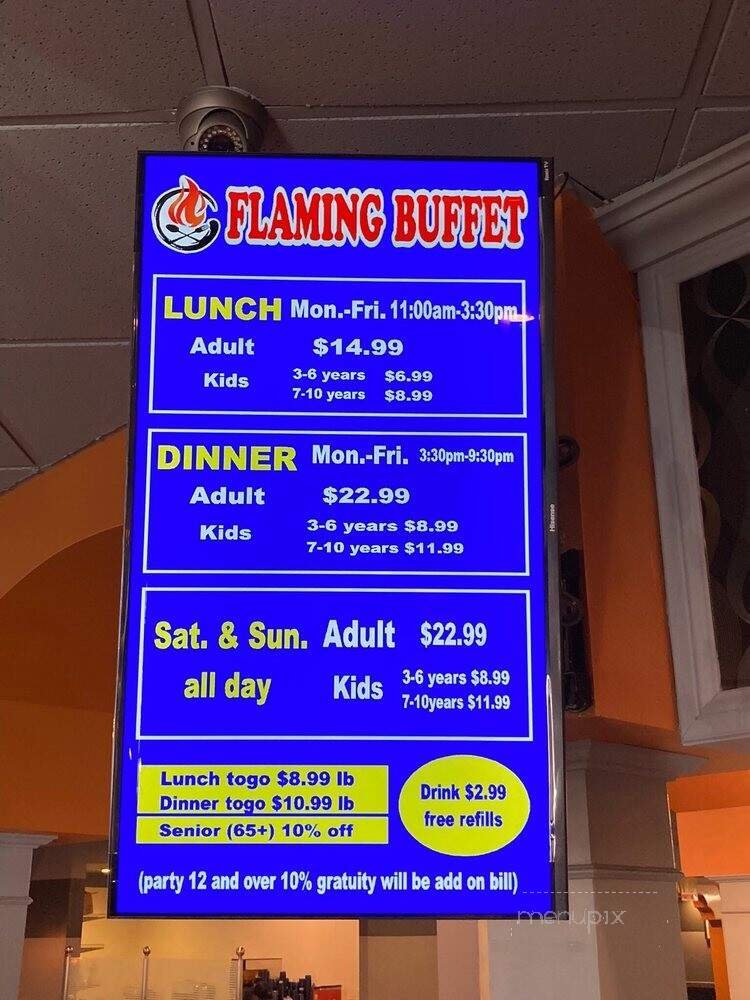 FLAMING BUFFET
LUNCH Mon.-Fri. 11:00am-3:30pm
Adult $14.99
Kids 3-6 years $6.99
7-10 years $8.99
DINNER Mon.-Fri. 3:30pm-9:30pm
Adult $22.99
Kids 3-6 years $8.99
7-10 years $11.99
Sat. & Sun. Adult $22.99
all day Kids 3-6 years $8.99
7-10years $11.99
Lunch togo $8.99 lb
Dinner togo $10.99 lb
Senior (65+) 10% off
Drink $2.99
free refills
(party 12 and over 10% gratuity will be add on bill)
Hisense
Roku TV
menupix